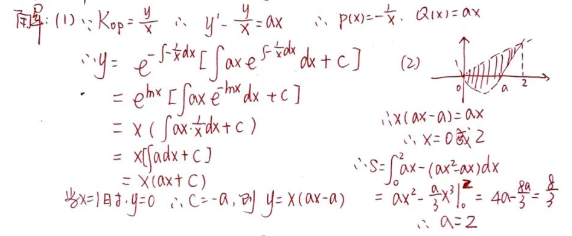 解: (1) ∵ Kop = y/x ∴ y' - y/x = ax ∴ p(x) = -1/x, Q(x) = ax
∴ y = e^{-∫-1/x dx} [∫ax e^{∫-1/x dx} dx + C]
= e^{lnx} [∫ax e^{-lnx} dx + C]
= x (∫ax·1/x dx + C)
= x[∫adx + C]
= x(ax + C)
当x=1时, y=0 ∴ C=-a, 则 y = x(ax-a)
(2)
0 a 2
∴ x(ax-a) = ax
∴ x=0或2
∴ S = ∫₀² ax-(ax²-ax)dx
= ax² - a/3 x³ |₀² = 4a - 8a/3 = 8/3
∴ a=2